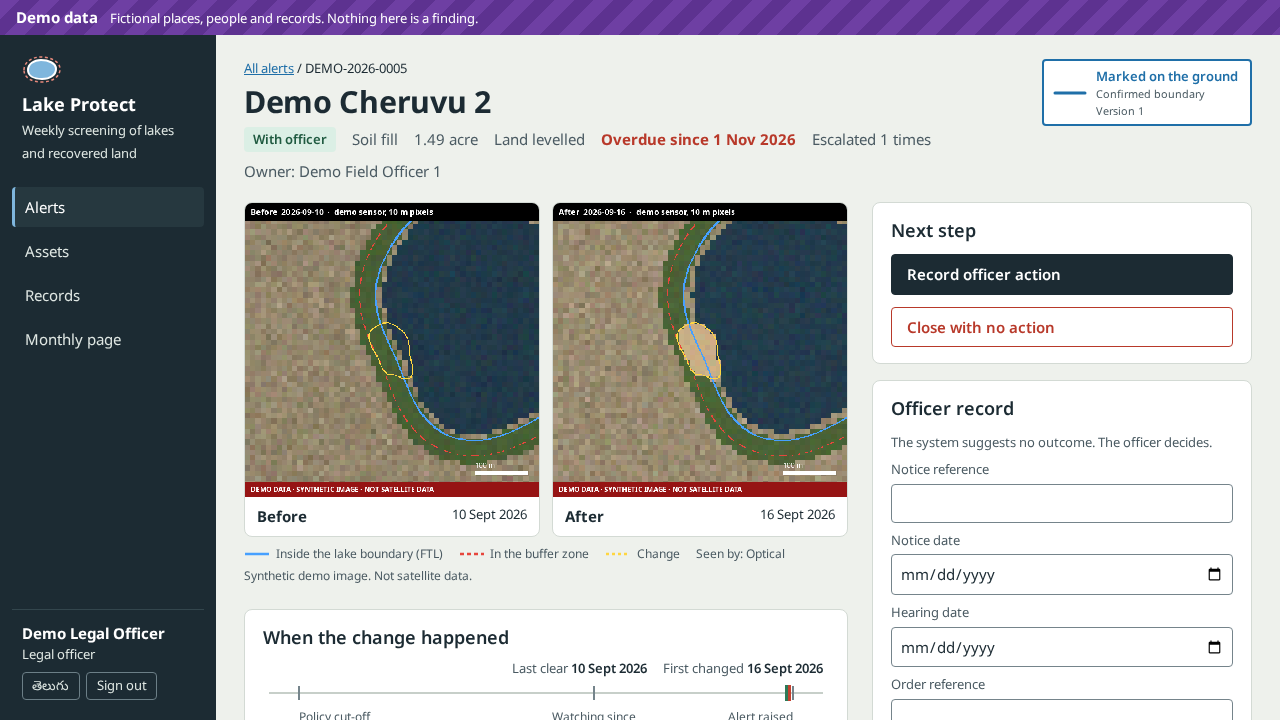 Demo data Fictional places, people and records. Nothing here is a finding.
Lake Protect
Weekly screening of lakes
and recovered land
Alerts
Assets
Records
Monthly page
Demo Legal Officer
Legal officer
తెలుగు Sign out
All alerts / DEMO-2026-0005
Demo Cheruvu 2
With officer Soil fill 1.49 acre Land levelled Overdue since 1 Nov 2026 Escalated 1 times
Owner: Demo Field Officer 1
Marked on the ground
Confirmed boundary
Version 1
Before 2026-09-10 · demo sensor, 10 m pixels
100 m
DEMO DATA · SYNTHETIC IMAGE · NOT SATELLITE DATA
Before 10 Sept 2026
After 2026-09-16 · demo sensor, 10 m pixels
100 m
DEMO DATA · SYNTHETIC IMAGE · NOT SATELLITE DATA
After 16 Sept 2026
Inside the lake boundary (FTL) In the buffer zone Change Seen by: Optical
Synthetic demo image. Not satellite data.
When the change happened
Last clear 10 Sept 2026 First changed 16 Sept 2026
Policy cut-off Watching since Alert raised
Next step
Record officer action
Close with no action
Officer record
The system suggests no outcome. The officer decides.
Notice reference
Notice date
mm/dd/yyyy
Hearing date
mm/dd/yyyy
Order reference